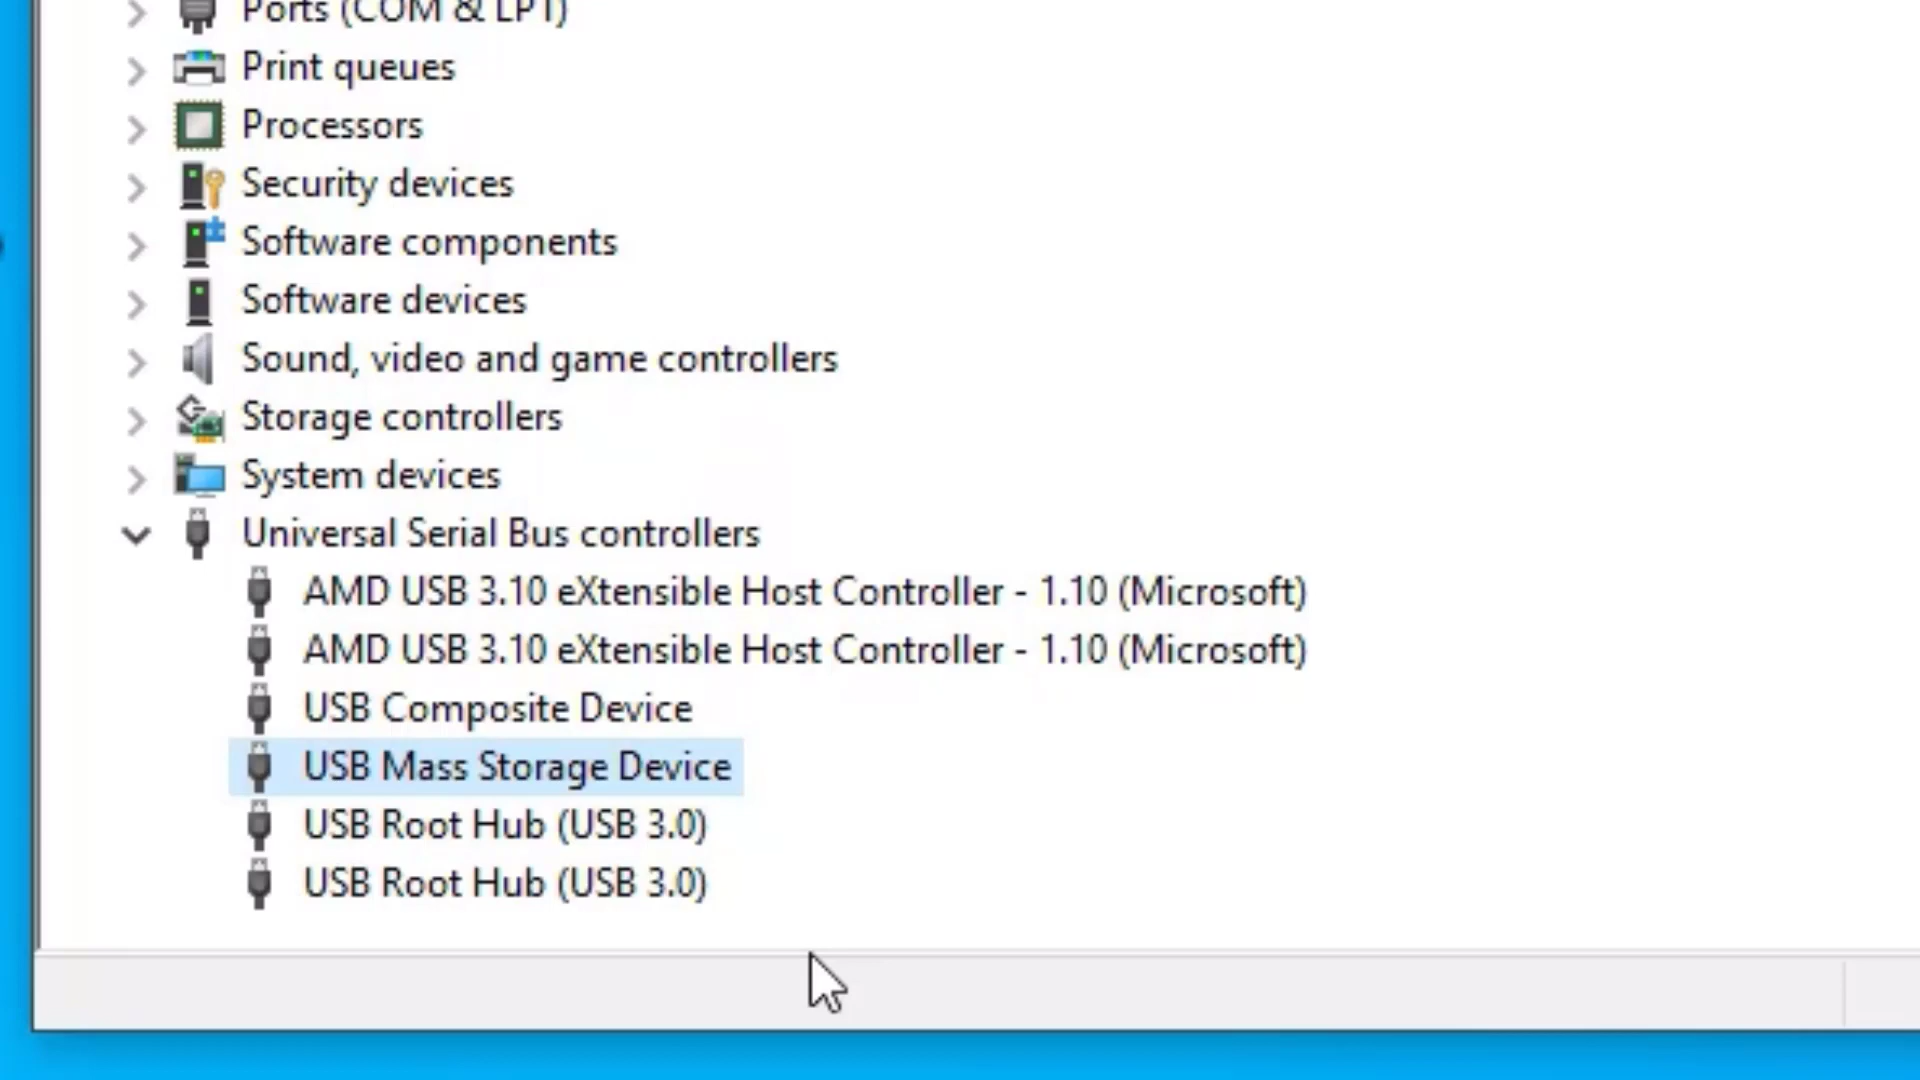 Ports (COM & LPT)
Print queues
Processors
Security devices
Software components
Software devices
Sound, video and game controllers
Storage controllers
System devices
Universal Serial Bus controllers
AMD USB 3.10 eXtensible Host Controller - 1.10 (Microsoft)
AMD USB 3.10 eXtensible Host Controller - 1.10 (Microsoft)
USB Composite Device
USB Mass Storage Device
USB Root Hub (USB 3.0)
USB Root Hub (USB 3.0)